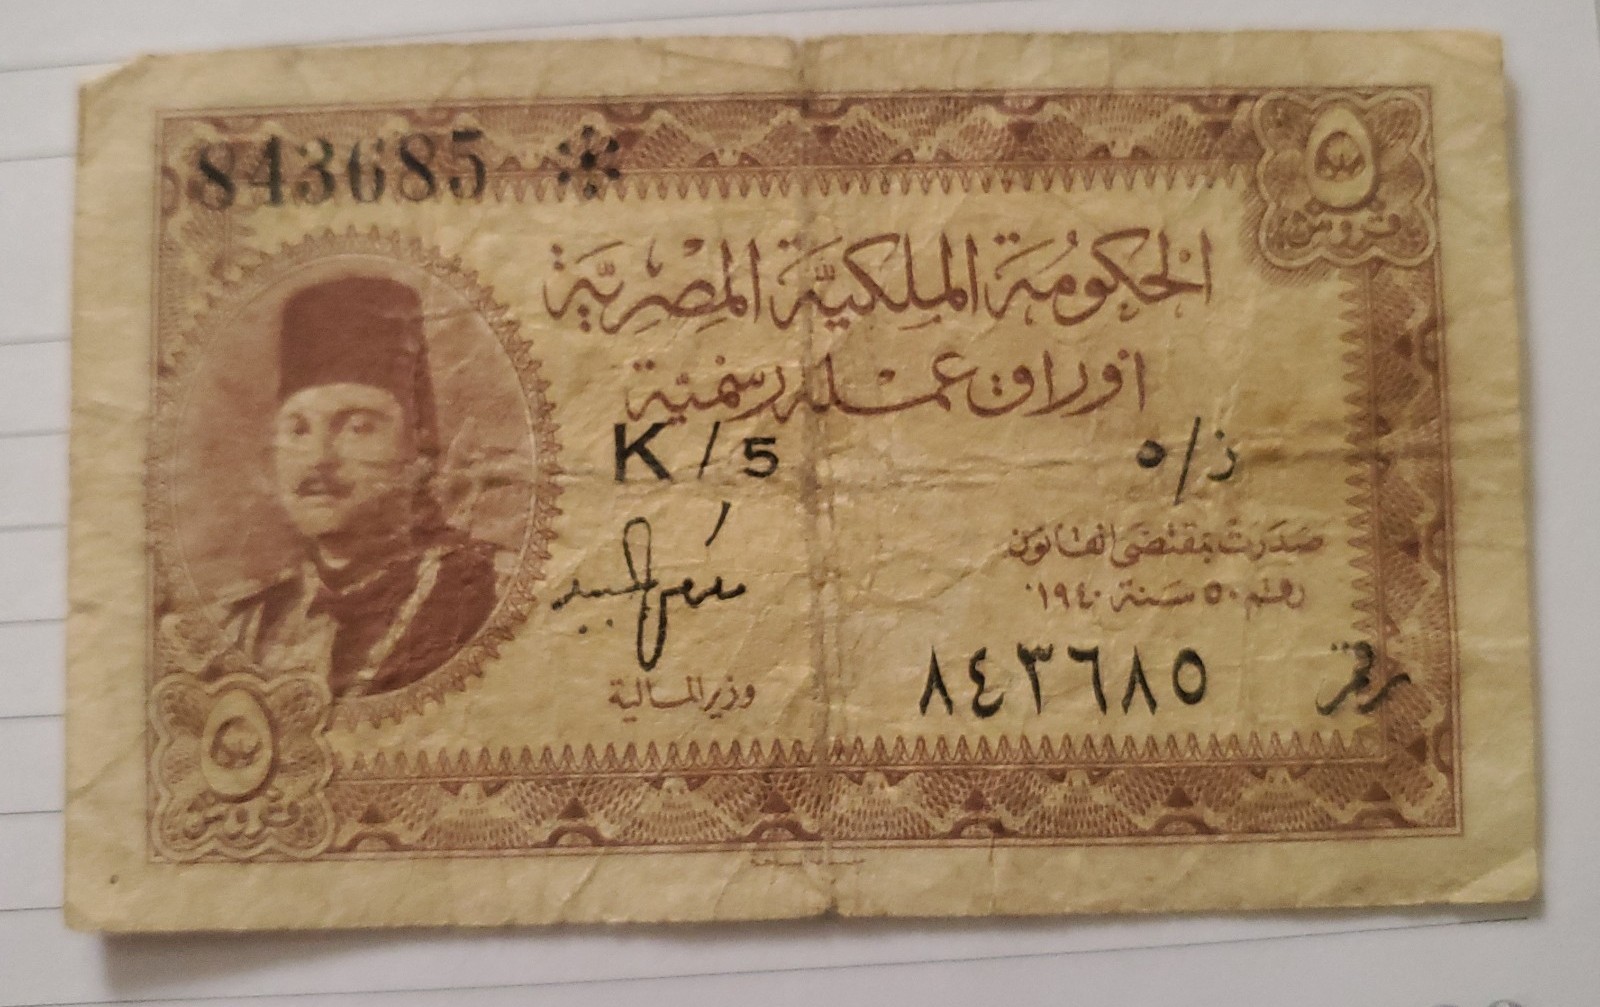 843685
٥
قروش
الحكومة الملكية المصرية
اوراق عملة رسمية
K / 5
ز/٥
صدرت بمقتضى القانون
رقم ٥٠ سنة ١٩٤٠
رقم ٨٤٣٦٨٥
وزير المالية
٥
قروش